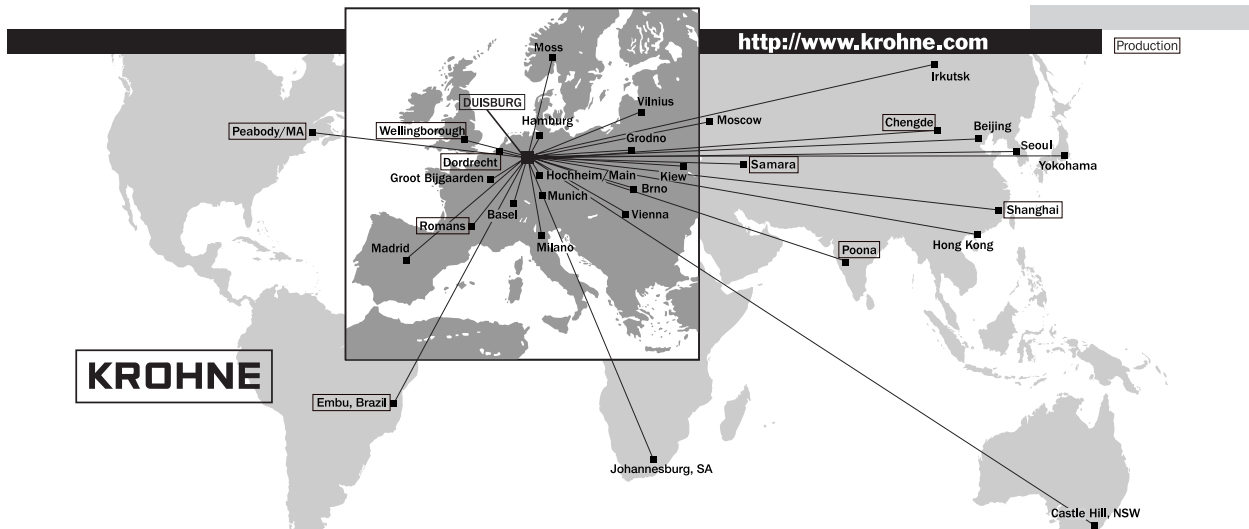 http://www.krohne.com
Production
Moss
Irkutsk
DUISBURG
Vilnius
Hamburg
Moscow
Chengde
Beijing
Peabody/MA
Wellingborough
Grodno
Seoul
Dordrecht
Kiew
Samara
Yokohama
Groot Bijgaarden
Hochheim/Main
Brno
Munich
Basel
Vienna
Shanghai
Romans
Madrid
Milano
Poona
Hong Kong
KROHNE
Embu, Brazil
Johannesburg, SA
Castle Hill, NSW